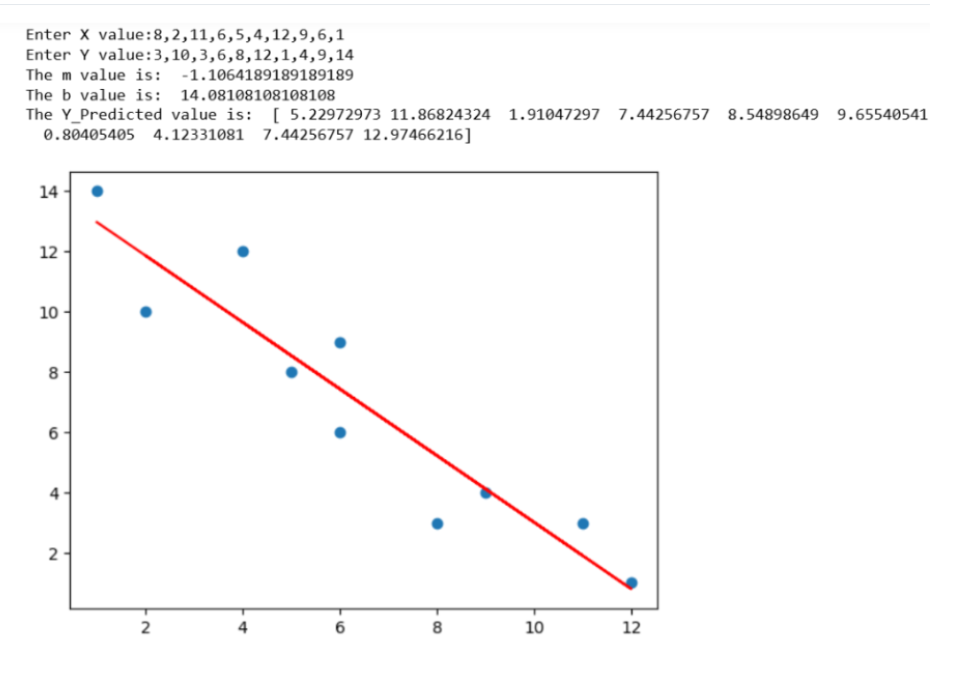 Enter X value:8,2,11,6,5,4,12,9,6,1
Enter Y value:3,10,3,6,8,12,1,4,9,14
The m value is:  -1.1064189189189189
The b value is:  14.08108108108108
The Y_Predicted value is:  [ 5.22972973 11.86824324  1.91047297  7.44256757  8.54898649  9.65540541
  0.80405405  4.12331081  7.44256757 12.97466216]
14
12
10
8
6
4
2
2 4 6 8 10 12